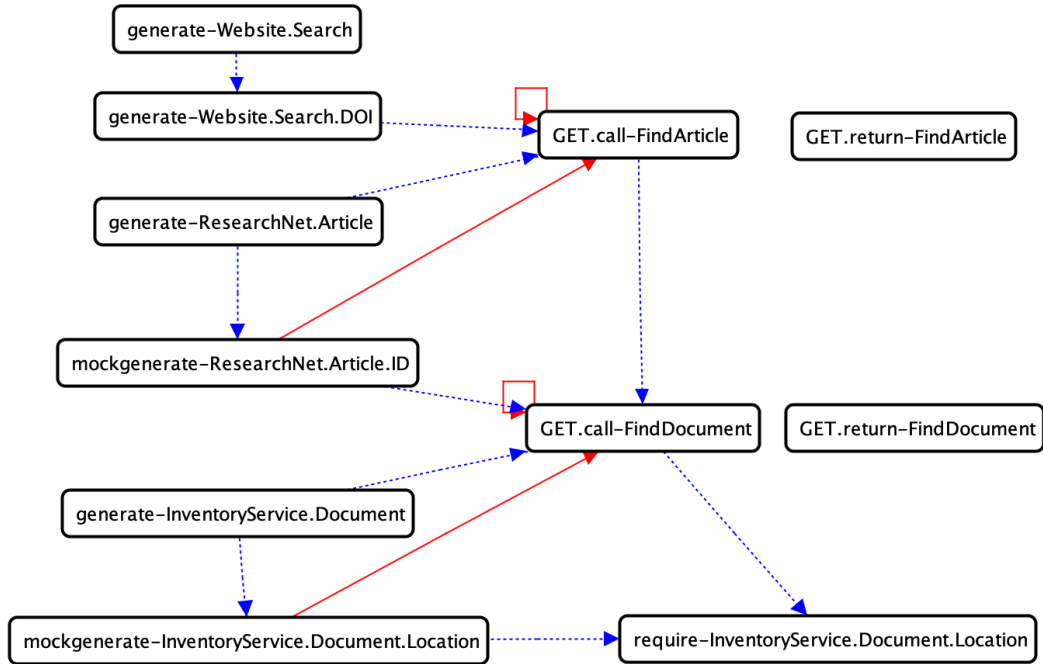 generate-Website.Search
generate-Website.Search.DOI
GET.call-FindArticle
GET.return-FindArticle
generate-ResearchNet.Article
mockgenerate-ResearchNet.Article.ID
GET.call-FindDocument
GET.return-FindDocument
generate-InventoryService.Document
mockgenerate-InventoryService.Document.Location
require-InventoryService.Document.Location